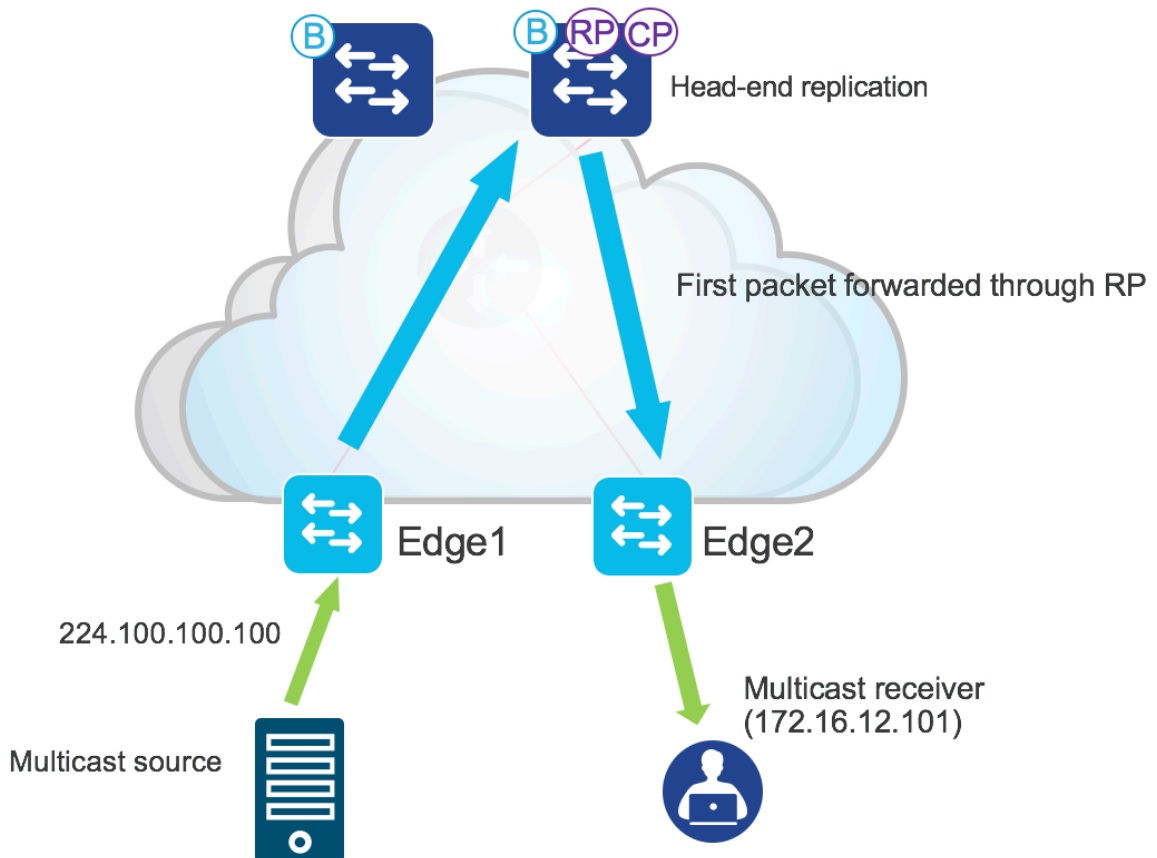 B
B RP CP
Head-end replication
First packet forwarded through RP
Edge1
Edge2
224.100.100.100
Multicast receiver
(172.16.12.101)
Multicast source